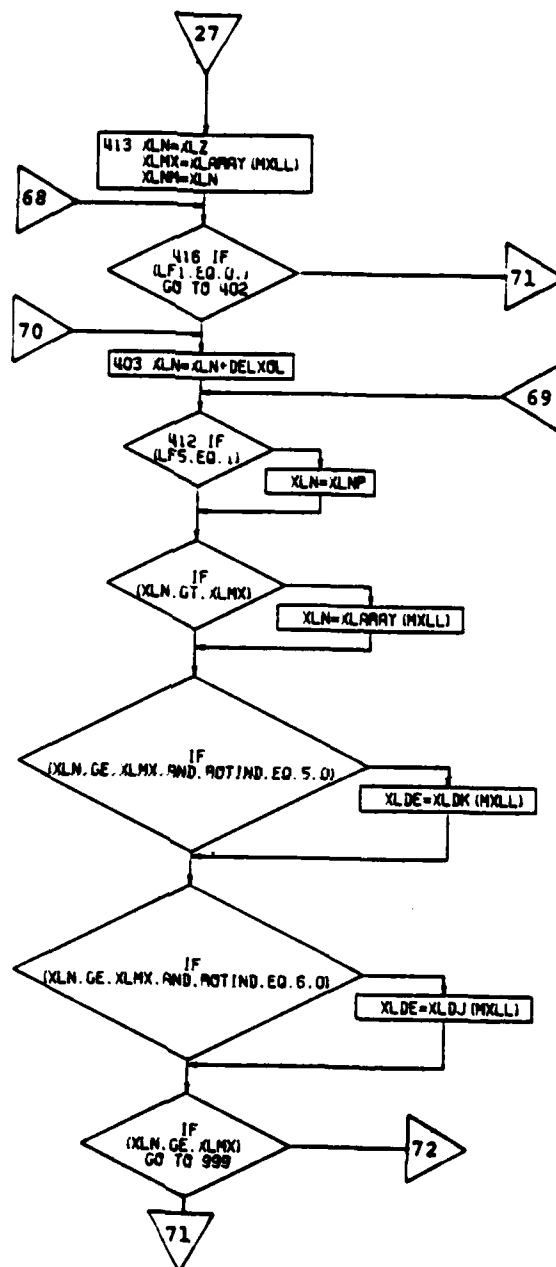 27
413 XLN=XLZ
XLMX=XLARAY(MXLL)
XLNM=XLN
68
416 IF
(LF1.EQ.0.)
GO TO 402
71
70
403 XLN=XLN+DELXOL
69
412 IF
(LF5.EQ.1)
XLN=XLNP
IF
(XLN.GT.XLMX)
XLN=XLARAY(MXLL)
IF
(XLN.GE.XLMX.AND.ROTIND.EQ.5.0)
XLDE=XLDK(MXLL)
IF
(XLN.GE.XLMX.AND.ROTIND.EQ.6.0)
XLDE=XLDJ(MXLL)
IF
(XLN.GE.XLMX)
GO TO 999
72
71